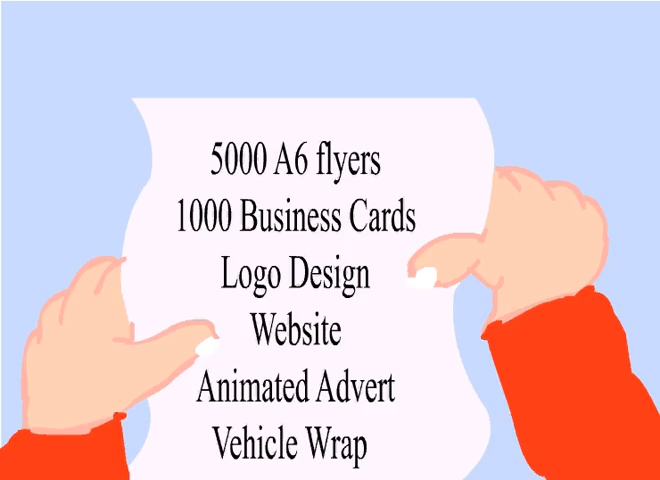 5000 A6 flyers
1000 Business Cards
Logo Design
Website
Animated Advert
Vehicle Wrap